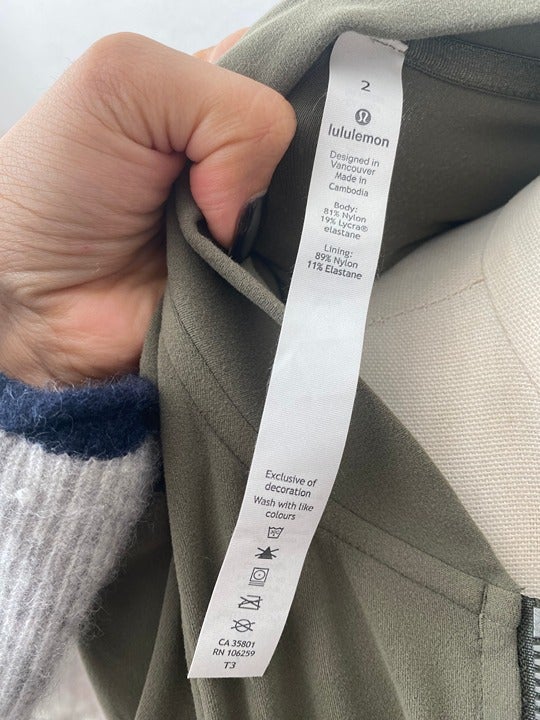 2
lululemon
Designed in
Vancouver
Made in
Cambodia
Body:
81% Nylon
19% Lycra®
elastane
Lining:
89% Nylon
11% Elastane
Exclusive of
decoration
Wash with like
colours
CA 35801
RN 106259
T3